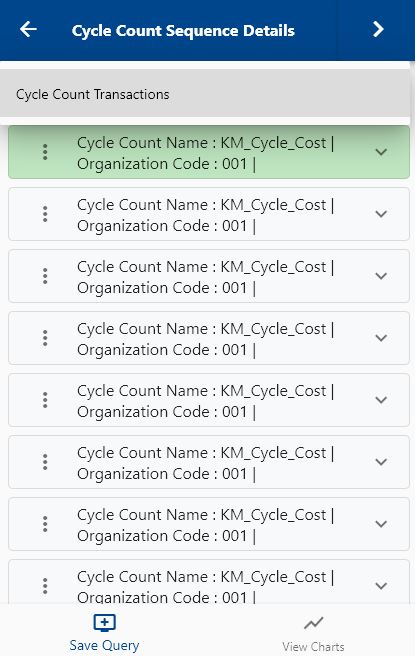 Cycle Count Sequence Details
Cycle Count Transactions
Cycle Count Name : KM_Cycle_Cost |
Organization Code : 001 |
Cycle Count Name : KM_Cycle_Cost |
Organization Code : 001 |
Cycle Count Name : KM_Cycle_Cost |
Organization Code : 001 |
Cycle Count Name : KM_Cycle_Cost |
Organization Code : 001 |
Cycle Count Name : KM_Cycle_Cost |
Organization Code : 001 |
Cycle Count Name : KM_Cycle_Cost |
Organization Code : 001 |
Cycle Count Name : KM_Cycle_Cost |
Organization Code : 001 |
Cycle Count Name : KM_Cycle_Cost |
Organization Code : 001 |
Save Query
View Charts